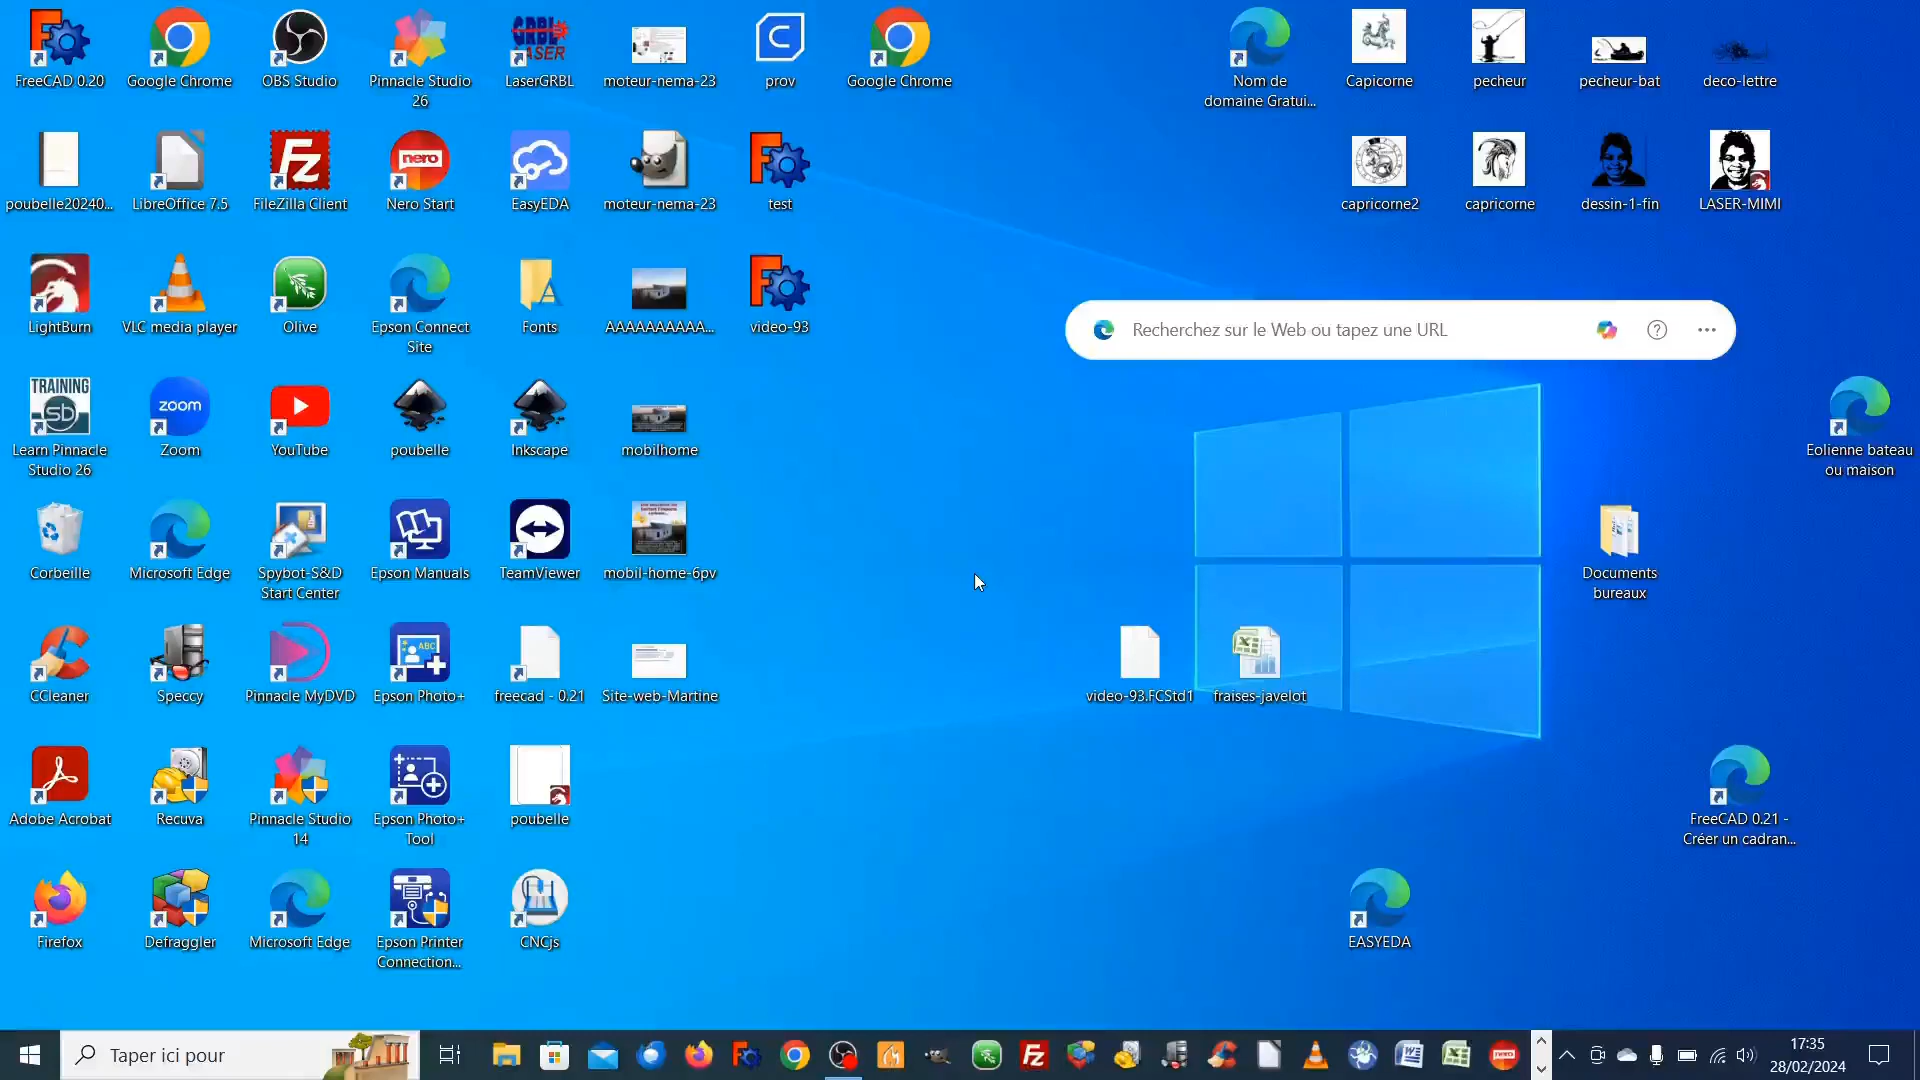 FreeCAD 0.20
Google Chrome
OBS Studio
Pinnacle Studio
26
GRBL
LASER
LaserGRBL
moteur-nema-23
prov
Google Chrome
Nom de
domaine Gratui...
Capicorne
pecheur
pecheur-bat
deco-lettre
poubelle20240...
LibreOffice 7.5
FileZilla Client
nero
Nero Start
EasyEDA
moteur-nema-23
test
capricorne2
capricorne
dessin-1-fin
LASER-MIMI
LightBurn
VLC media player
Olive
Epson Connect
Site
Fonts
AAAAAAAAAA...
video-93
Recherchez sur le Web ou tapez une URL
TRAINING
sb
Learn Pinnacle
Studio 26
zoom
Zoom
YouTube
poubelle
Inkscape
mobilhome
Eolienne bateau
ou maison
Corbeille
Microsoft Edge
Spybot-S&D
Start Center
Epson Manuals
TeamViewer
mobil-home-6pv
Documents
bureaux
CCleaner
Speccy
Pinnacle MyDVD
ABC
Epson Photo+
freecad - 0.21
Site-web-Martine
video-93.FCStd1
fraises-javelot
Adobe Acrobat
Recuva
Pinnacle Studio
14
Epson Photo+
Tool
poubelle
FreeCAD 0.21 -
Créer un cadran...
Firefox
Defraggler
Microsoft Edge
Epson Printer
Connection...
CNCjs
EASYEDA
Taper ici pour
17:35
28/02/2024